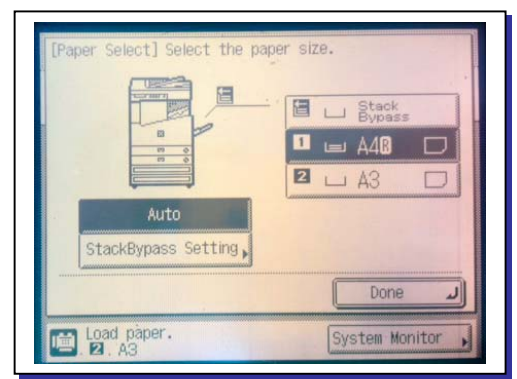 [Paper Select] Select the paper size.
Stack
Bypass
1 A4R
2 A3
Auto
StackBypass Setting
Done
Load paper.
2. A3
System Monitor